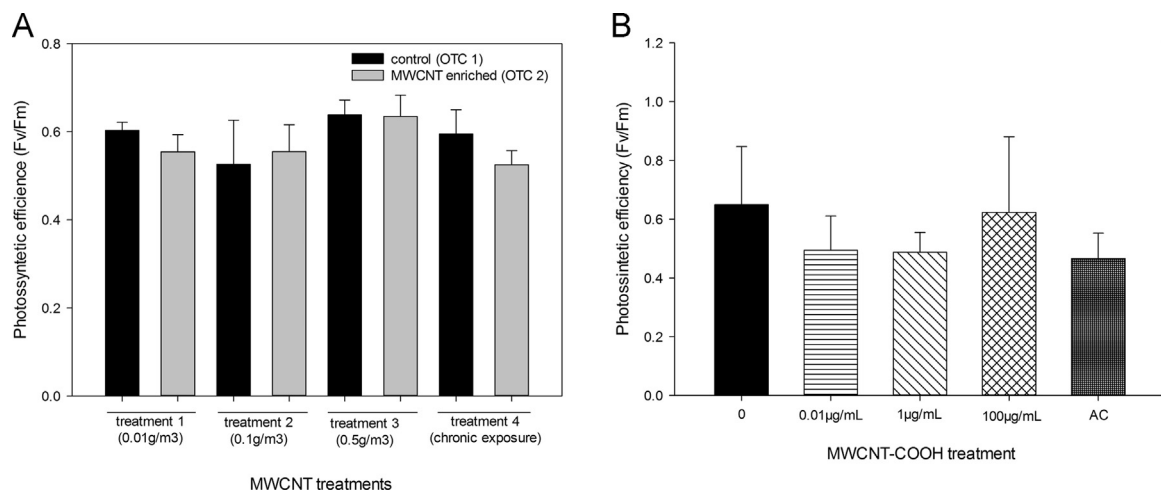 A
Photossyntetic efficience (Fv/Fm)
0.8
0.6
0.4
0.2
0.0
control (OTC 1)
MWCNT enriched (OTC 2)
treatment 1
(0.01g/m3)
treatment 2
(0.1g/m3)
treatment 3
(0.5g/m3)
treatment 4
(chronic exposure)
MWCNT treatments
B
Photossintetic efficiency (Fv/Fm)
1.2
1.0
0.8
0.6
0.4
0.2
0.0
0
0.01µg/mL
1µg/mL
100µg/mL
AC
MWCNT-COOH treatment